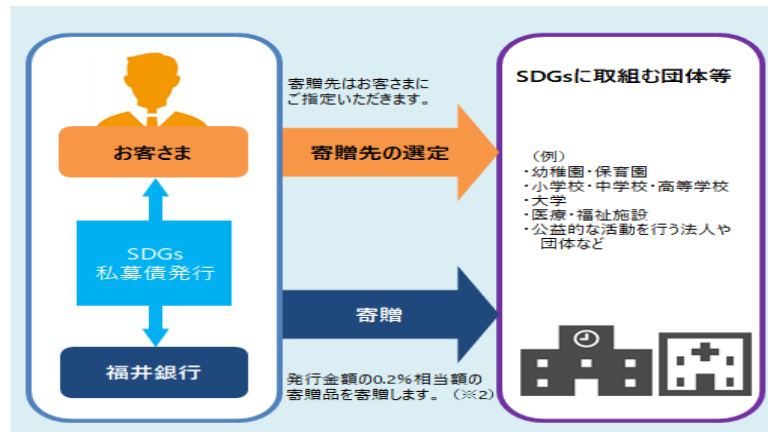 寄贈先はお客さまに
ご指定いただきます。
お客さま
寄贈先の選定
SDGs
私募債発行
福井銀行
寄贈
発行金額の0.2%相当額の
寄贈品を寄贈します。（※2）
SDGsに取組む団体等
（例）
・幼稚園・保育園
・小学校・中学校・高等学校
・大学
・医療・福祉施設
・公益的な活動を行う法人や
団体など